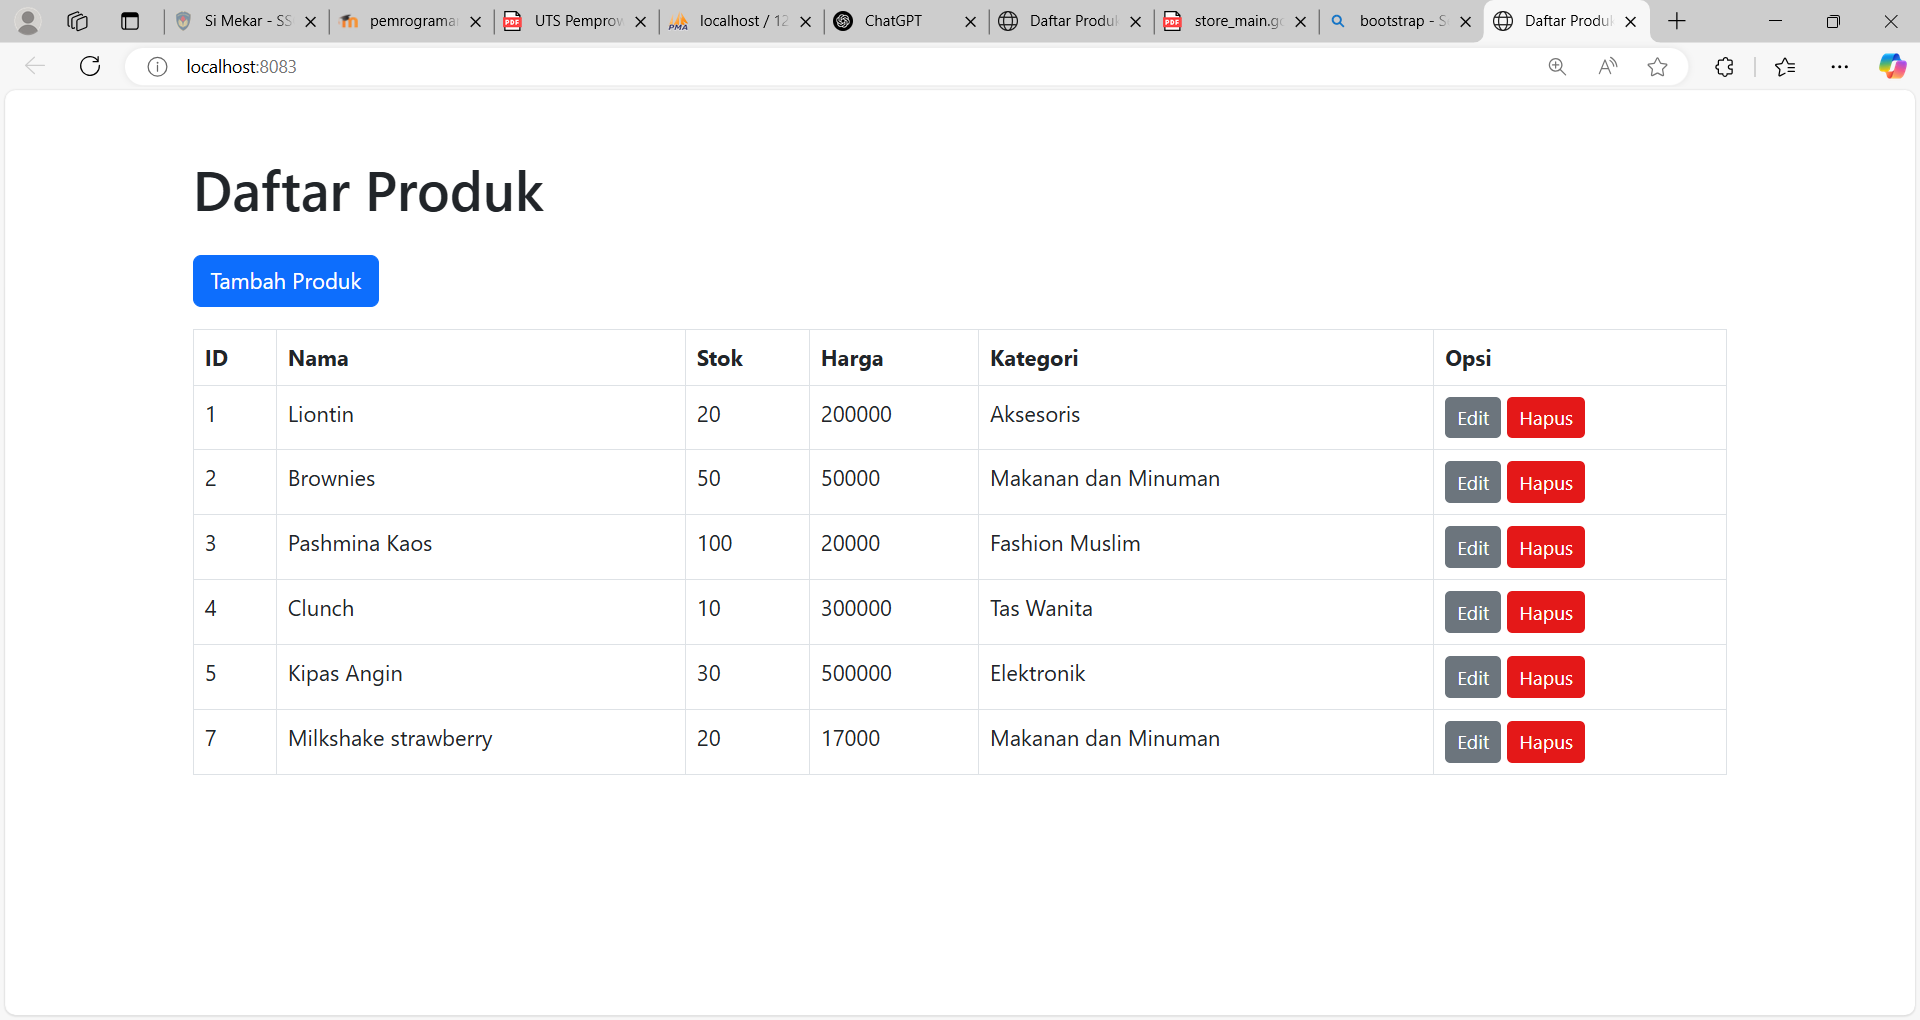 Si Mekar - SS
pemrograman
UTS Pemprow
localhost / 12
ChatGPT
Daftar Produk
store_main.go
bootstrap - S
Daftar Produk
localhost:8083
Daftar Produk
Tambah Produk
ID Nama Stok Harga Kategori Opsi
1 Liontin 20 200000 Aksesoris Edit Hapus
2 Brownies 50 50000 Makanan dan Minuman Edit Hapus
3 Pashmina Kaos 100 20000 Fashion Muslim Edit Hapus
4 Clunch 10 300000 Tas Wanita Edit Hapus
5 Kipas Angin 30 500000 Elektronik Edit Hapus
7 Milkshake strawberry 20 17000 Makanan dan Minuman Edit Hapus